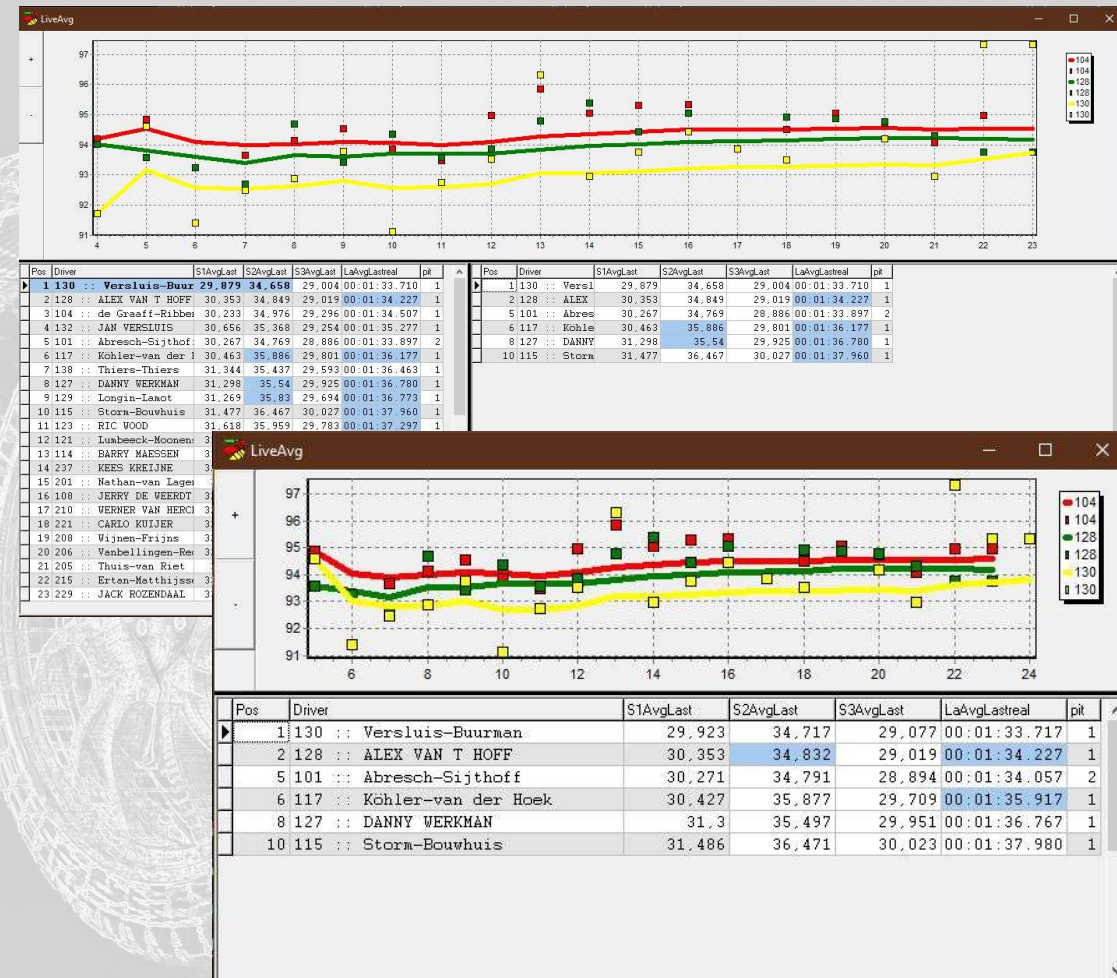 LiveAvg
+
-
97
96
95
94
93
92
91
4 5 6 7 8 9 10 11 12 13 14 15 16 17 18 19 20 21 22 23
104
104
128
128
130
130
Pos Driver S1AvgLast S2AvgLast S3AvgLast LaAvgLastreal pit
1 130 :: Versluis-Buur 29,879 34,658 29,004 00:01:33.710 1
2 128 :: ALEX VAN T HOFF 30,353 34,849 29,019 00:01:34.227 1
3 104 :: de Graaff-Ribbe 30,233 34,976 29,296 00:01:34.507 1
4 132 :: JAN VERSLUIS 30,656 35,368 29,254 00:01:35.277 1
5 101 :: Abresch-Sijthof 30,267 34,769 28,886 00:01:33.897 2
6 117 :: Köhler-van der 30,463 35,886 29,801 00:01:36.177 1
7 138 :: Thiers-Thiers 31,344 35,437 29,593 00:01:36.463 1
8 127 :: DANNY WERKMAN 31,298 35,54 29,925 00:01:36.780 1
9 129 :: Longin-Lamot 31,269 35,83 29,694 00:01:36.773 1
10 115 :: Storm-Bouwhuis 31,477 36,467 30,027 00:01:37.960 1
11 123 :: RIC WOOD 31,618 35,959 29,783 00:01:37.297 1
12 121 :: Lumbeeck-Moonen
13 114 :: BARRY MAESSEN
14 237 :: KEES KREIJNE
15 201 :: Nathan-van Lage
16 108 :: JERRY DE WEERDT
17 210 :: WERNER VAN HERC
18 221 :: CARLO KUIJER
19 208 :: Wijnen-Frijns
20 206 :: Vanbellingen-Re
21 205 :: Thuis-van Riet
22 215 :: Ertan-Matthijss
23 229 :: JACK ROZENDAAL
Pos Driver S1AvgLast S2AvgLast S3AvgLast LaAvgLastreal pit
1 130 :: Versl 29,879 34,658 29,004 00:01:33.710 1
2 128 :: ALEX 30,353 34,849 29,019 00:01:34.227 1
5 101 :: Abres 30,267 34,769 28,886 00:01:33.897 2
6 117 :: Köhle 30,463 35,886 29,801 00:01:36.177 1
8 127 :: DANNY 31,298 35,54 29,925 00:01:36.780 1
10 115 :: Storm 31,477 36,467 30,027 00:01:37.960 1
LiveAvg
+
-
97
96
95
94
93
92
91
6 8 10 12 14 16 18 20 22 24
104
104
128
128
130
130
Pos Driver S1AvgLast S2AvgLast S3AvgLast LaAvgLastreal pit
1 130 :: Versluis-Buurman 29,923 34,717 29,077 00:01:33.717 1
2 128 :: ALEX VAN T HOFF 30,353 34,832 29,019 00:01:34.227 1
5 101 :: Abresch-Sijthoff 30,271 34,791 28,894 00:01:34.057 2
6 117 :: Köhler-van der Hoek 30,427 35,877 29,709 00:01:35.917 1
8 127 :: DANNY WERKMAN 31,3 35,497 29,951 00:01:36.767 1
10 115 :: Storm-Bouwhuis 31,486 36,471 30,023 00:01:37.980 1